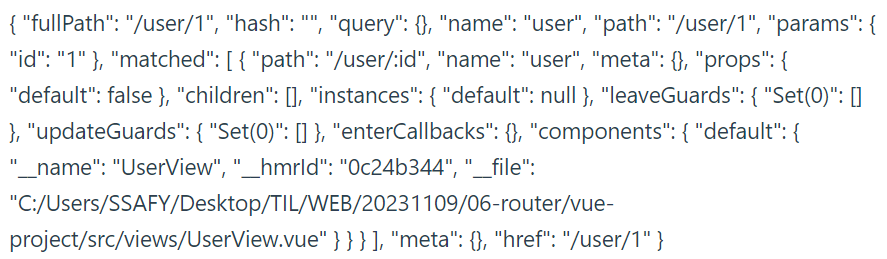 { "fullPath": "/user/1", "hash": "", "query": {}, "name": "user", "path": "/user/1", "params": {
"id": "1" }, "matched": [ { "path": "/user/:id", "name": "user", "meta": {}, "props": {
"default": false }, "children": [], "instances": { "default": null }, "leaveGuards": { "Set(0)": []
}, "updateGuards": { "Set(0)": [] }, "enterCallbacks": {}, "components": { "default": {
"__name": "UserView", "__hmrId": "0c24b344", "__file":
"C:/Users/SSAFY/Desktop/TIL/WEB/20231109/06-router/vue-
project/src/views/UserView.vue" } } } ], "meta": {}, "href": "/user/1" }